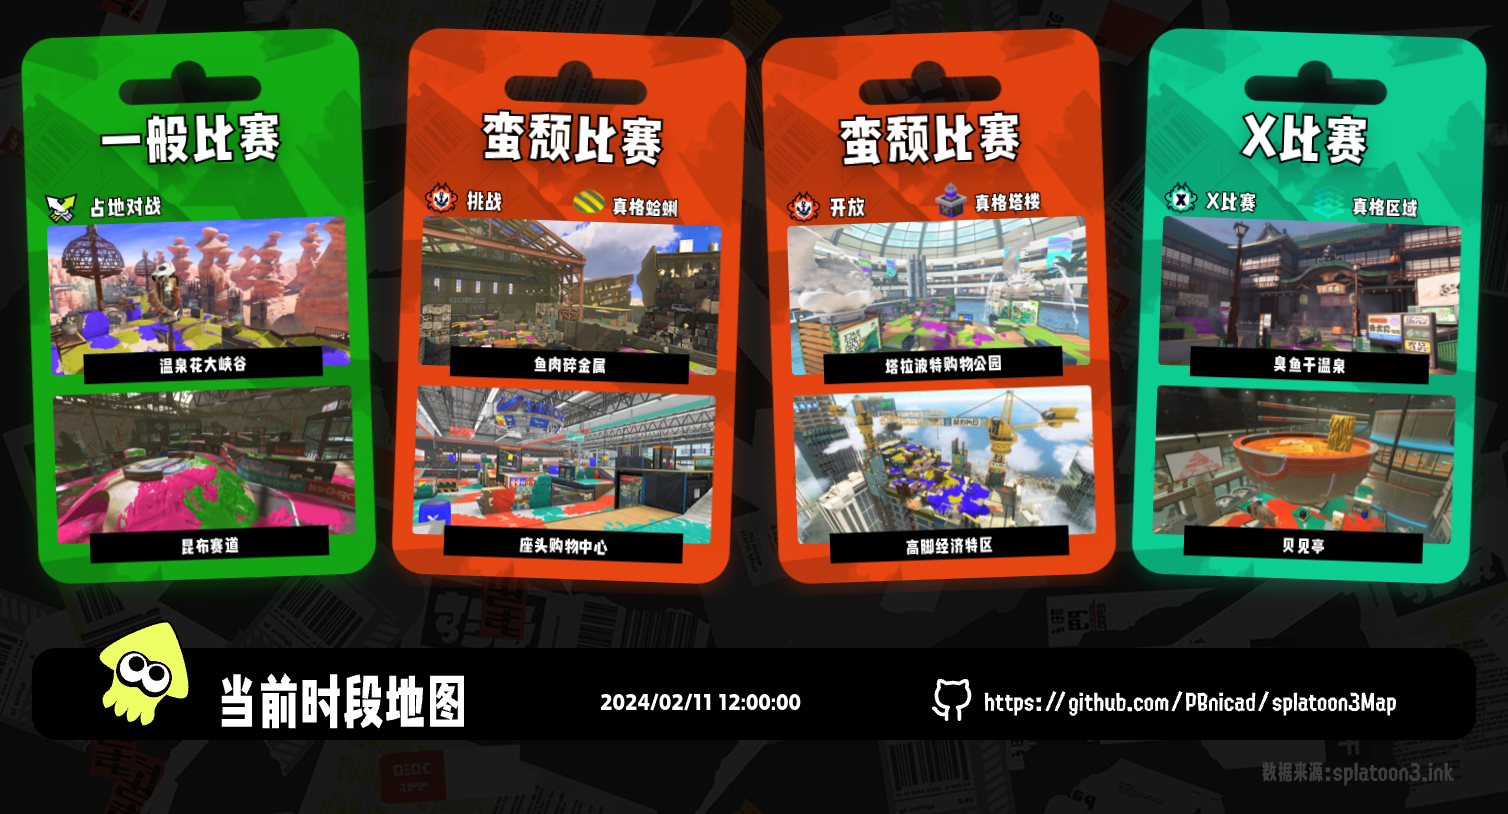 一般比赛
占地对战
温泉花大峡谷
昆布赛道
蛮颓比赛
挑战
真格蛤蜊
鱼肉碎金属
座头购物中心
蛮颓比赛
开放
真格塔楼
塔拉波特购物公园
高脚经济特区
X比赛
X比赛
真格区域
臭鱼干温泉
贝见亭
当前时段地图
2024/02/11 12:00:00
https://github.com/PBnicad/splatoon3Map
数据来源:splatoon3.ink